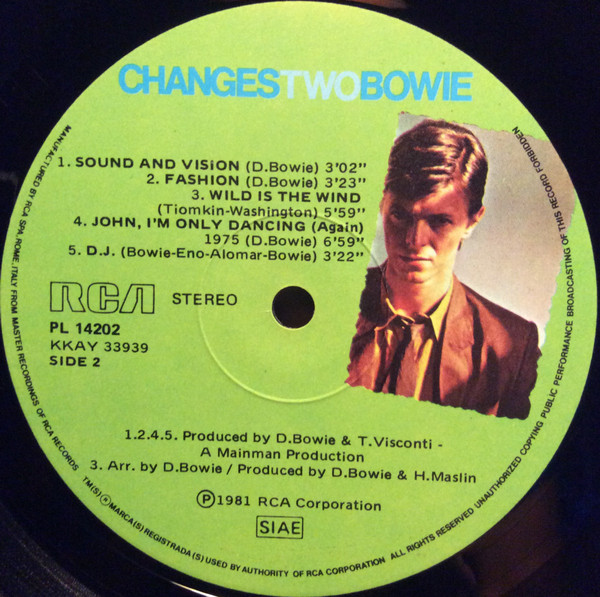 CHANGESTWOBOWIE
1. SOUND AND VISION (D.Bowie) 3'02"
2. FASHION (D.Bowie) 3'23"
3. WILD IS THE WIND
(Tiomkin-Washington) 5'59"
4. JOHN, I'M ONLY DANCING (Again)
1975 (D.Bowie) 6'59"
5. D.J. (Bowie-Eno-Alomar-Bowie) 3'22"
RCA STEREO
PL 14202
KKAY 33939
SIDE 2
1.2.4.5. Produced by D.Bowie & T.Visconti -
A Mainman Production
3. Arr. by D.Bowie / Produced by D.Bowie & H.Maslin
Ⓟ1981 RCA Corporation
SIAE
MANUFACTURED BY RCA SPA, ROME, ITALY FROM MASTER RECORDINGS OF RCA RECORDS
TM(S) ® MARCA(S) REGISTRADA(S) USED BY AUTHORITY OF RCA CORPORATION ALL RIGHTS RESERVED UNAUTHORIZED COPYING PUBLIC PERFORMANCE BROADCASTING OF THIS RECORD FORBIDDEN